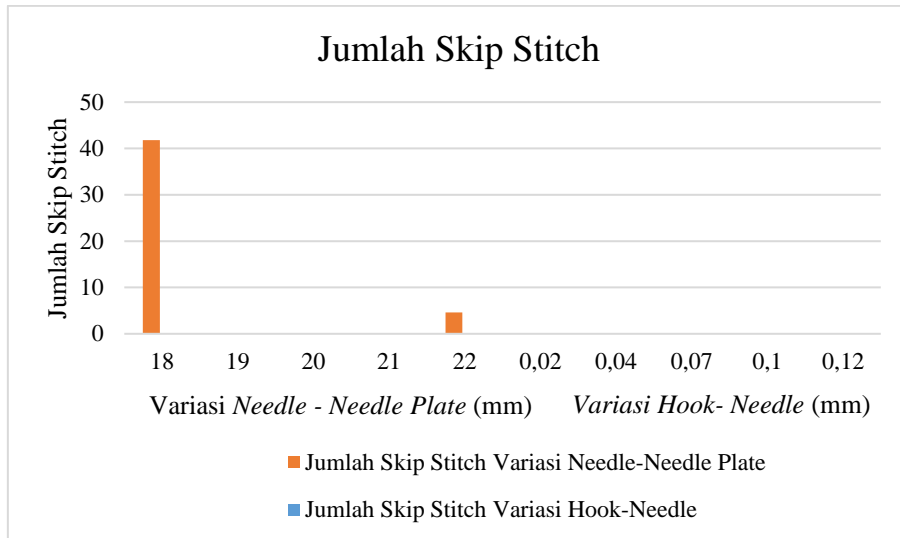 Jumlah Skip Stitch
Jumlah Skip Stitch
50
40
30
20
10
0
18 19 20 21 22 0,02 0,04 0,07 0,1 0,12
Variasi Needle - Needle Plate (mm) Variasi Hook- Needle (mm)
Jumlah Skip Stitch Variasi Needle-Needle Plate
Jumlah Skip Stitch Variasi Hook-Needle